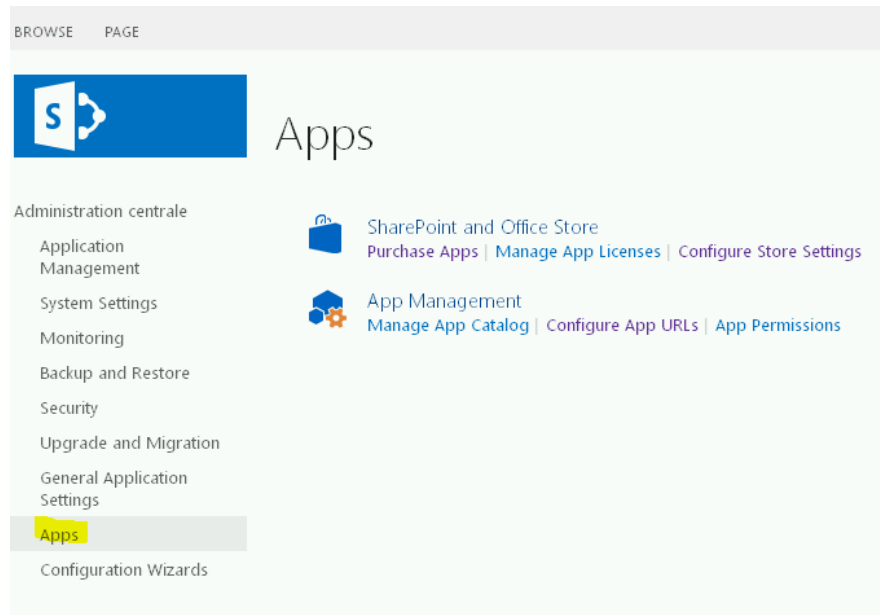 BROWSE PAGE
S
Apps
Administration centrale
Application
Management
System Settings
Monitoring
Backup and Restore
Security
Upgrade and Migration
General Application
Settings
Apps
Configuration Wizards
SharePoint and Office Store
Purchase Apps | Manage App Licenses | Configure Store Settings
App Management
Manage App Catalog | Configure App URLs | App Permissions